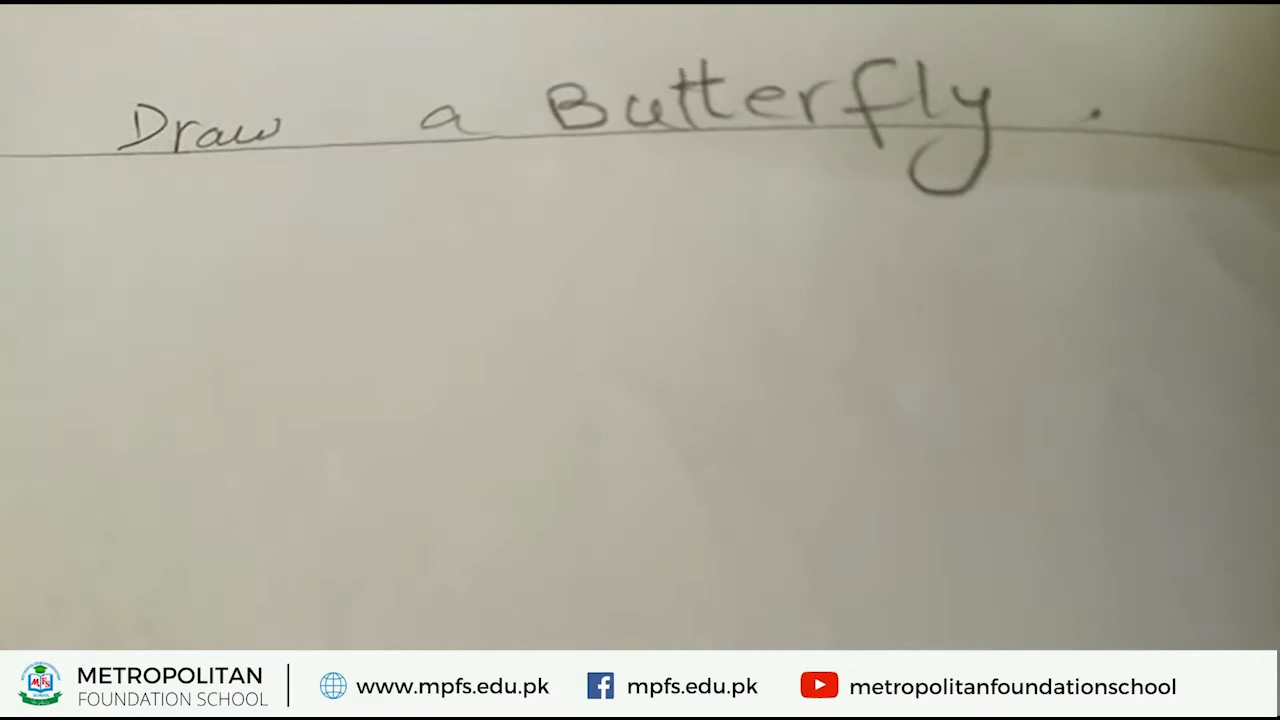 Draw a Butterfly.
METROPOLITAN
FOUNDATION SCHOOL
www.mpfs.edu.pk
mpfs.edu.pk
metropolitanfoundationschool